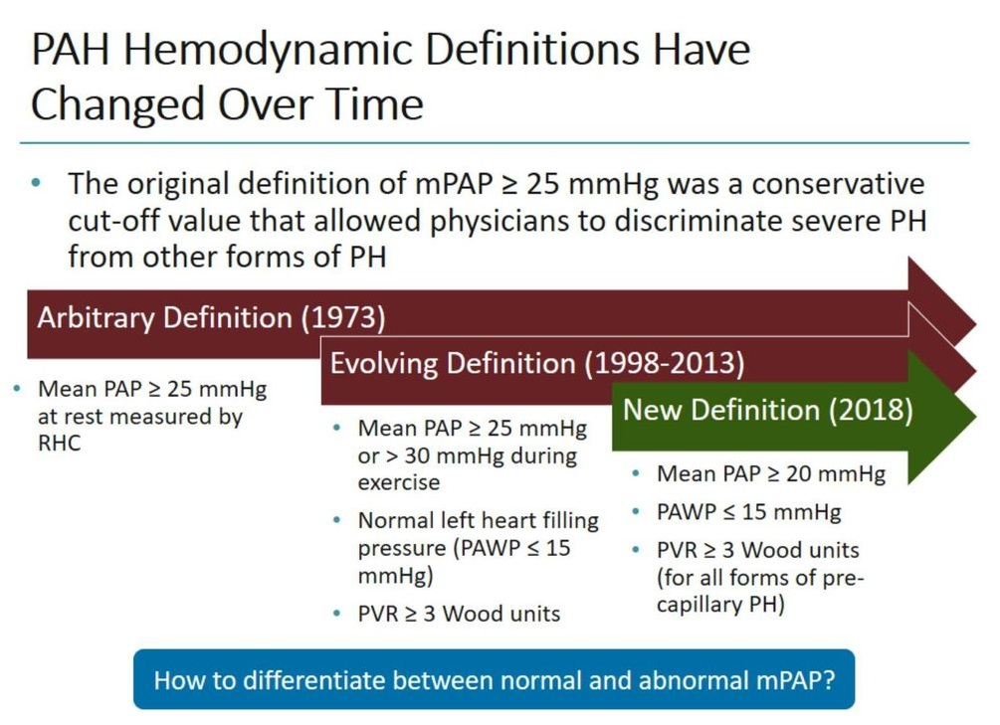 PAH Hemodynamic Definitions Have
Changed Over Time
• The original definition of mPAP ≥ 25 mmHg was a conservative
cut-off value that allowed physicians to discriminate severe PH
from other forms of PH
Arbitrary Definition (1973)
• Mean PAP ≥ 25 mmHg
at rest measured by
RHC
Evolving Definition (1998-2013)
• Mean PAP ≥ 25 mmHg
or > 30 mmHg during
exercise
• Normal left heart filling
pressure (PAWP ≤ 15
mmHg)
• PVR ≥ 3 Wood units
New Definition (2018)
• Mean PAP ≥ 20 mmHg
• PAWP ≤ 15 mmHg
• PVR ≥ 3 Wood units
(for all forms of pre-
capillary PH)
How to differentiate between normal and abnormal mPAP?